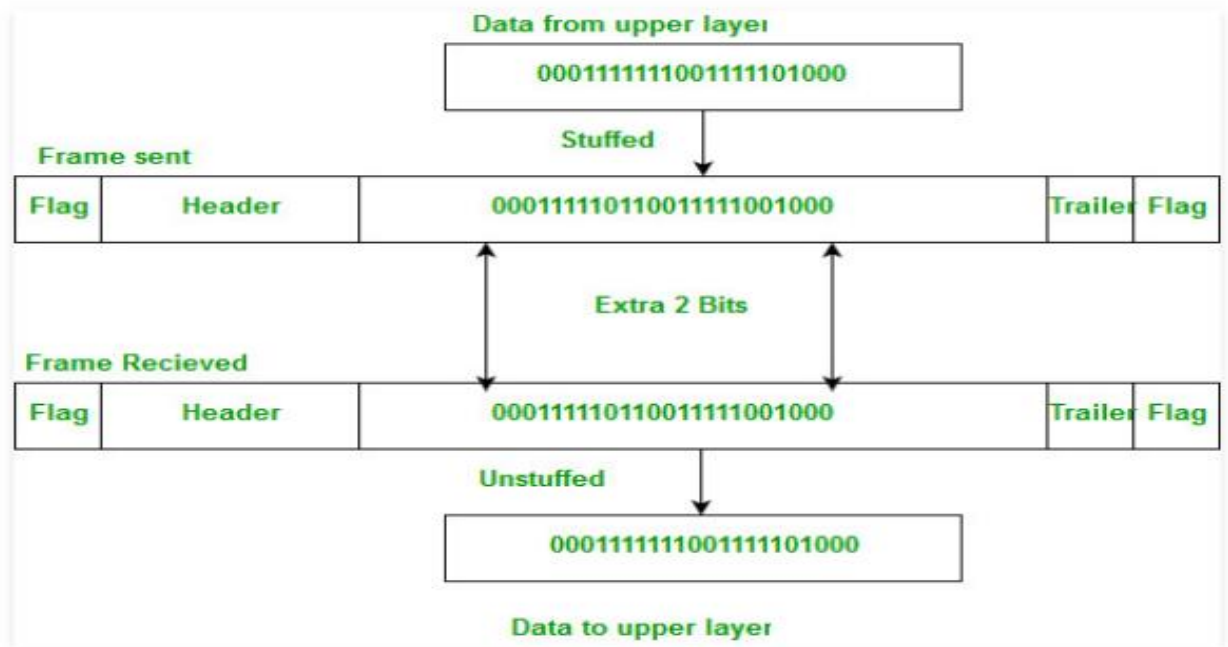 Data from upper layer
0001111111001111101000
Stuffed
Frame sent
Flag Header 000111110110011111001000 Trailer Flag
Extra 2 Bits
Frame Recieved
Flag Header 000111110110011111001000 Trailer Flag
Unstuffed
0001111111001111101000
Data to upper layer